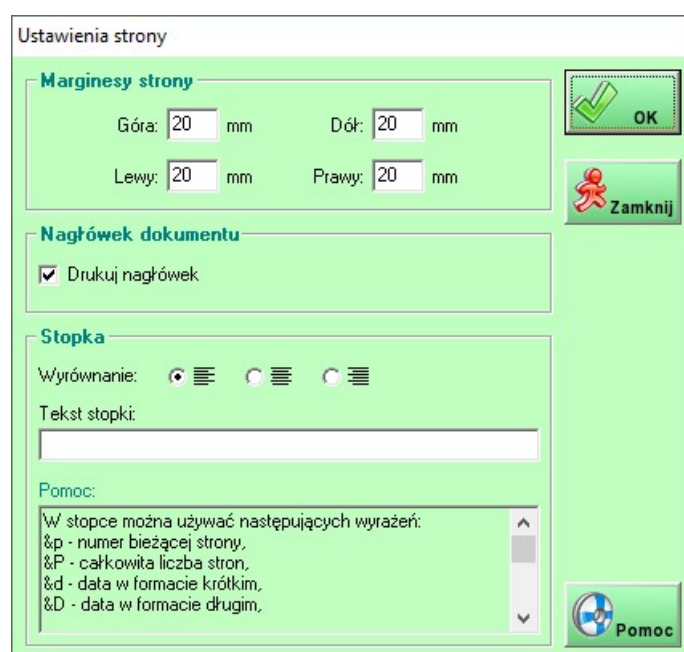 Ustawienia strony
Marginesy strony
Góra: 20 mm Dół: 20 mm
Lewy: 20 mm Prawy: 20 mm
OK
Zamknij
Nagłówek dokumentu
Drukuj nagłówek
Stopka
Wyrównanie:
Tekst stopki:
Pomoc:
W stopce można używać następujących wyrażeń:
&p - numer bieżącej strony,
&P - całkowita liczba stron,
&d - data w formacie krótkim,
&D - data w formacie długim,
Pomoc